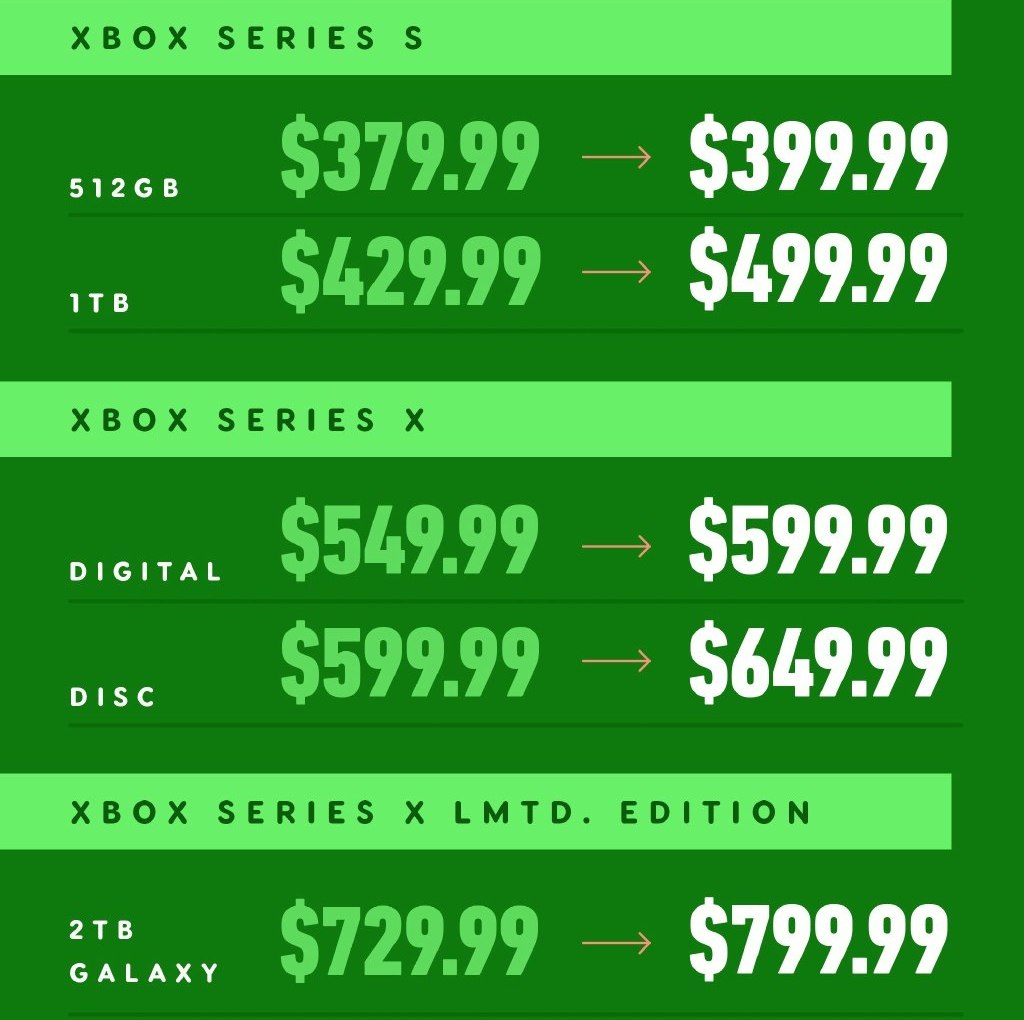 XBOX SERIES S
512GB $379.99 → $399.99
1TB $429.99 → $499.99
XBOX SERIES X
DIGITAL $549.99 → $599.99
DISC $599.99 → $649.99
XBOX SERIES X LMTD. EDITION
2TB
GALAXY $729.99 → $799.99